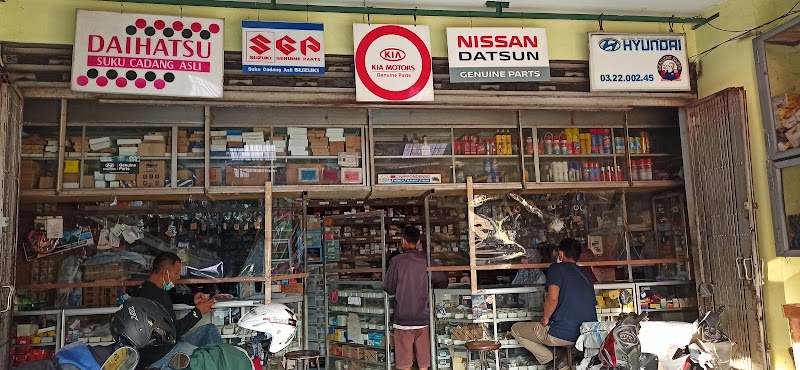 DAIHATSU
SUKU CADANG ASLI
SGP
SUZUKI GENUINE PARTS
Suku Cadang Asli SUZUKI
KIA
KIA MOTORS
Genuine Parts
NISSAN
DATSUN
GENUINE PARTS
HYUNDAI
03.22.002.45
NIPPONDENSO